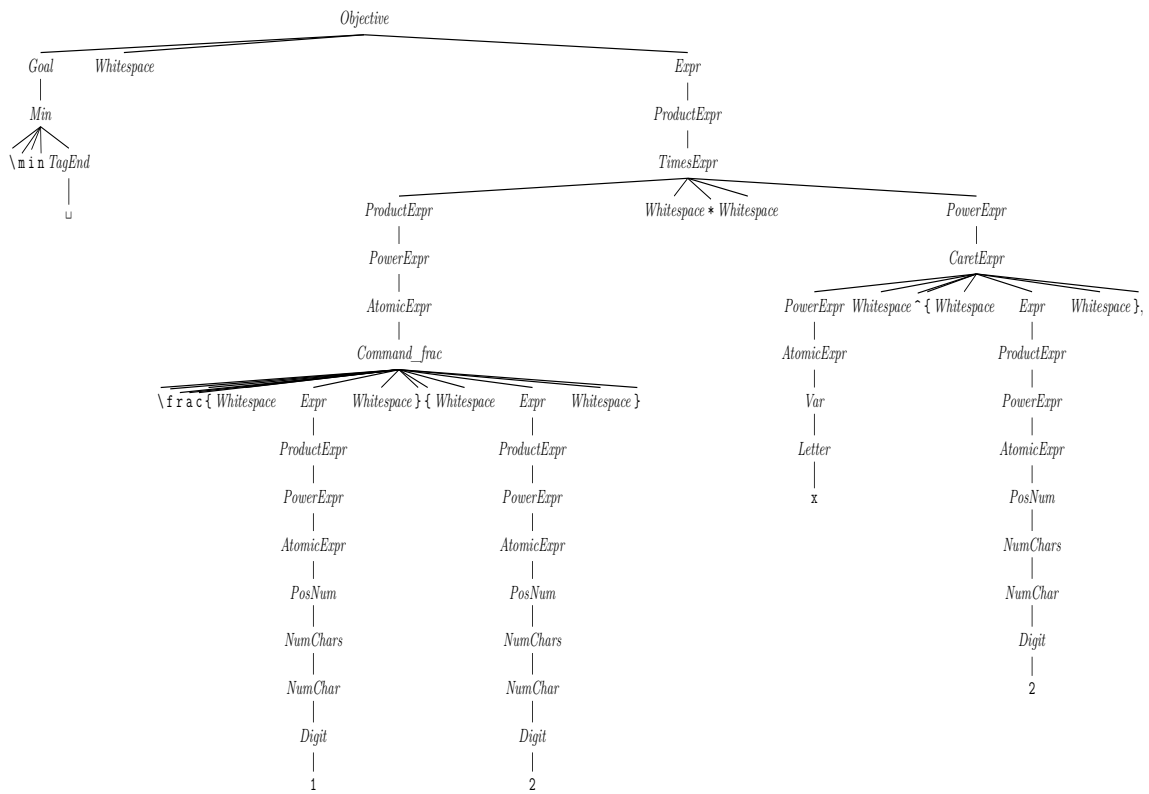 Objective
Goal Whitespace Expr
Min ProductExpr
\min TagEnd TimesExpr
␣ ProductExpr Whitespace * Whitespace PowerExpr
PowerExpr CaretExpr
AtomicExpr PowerExpr Whitespace ^ { Whitespace Expr Whitespace },
Command_frac AtomicExpr ProductExpr
\frac{ Whitespace Expr Whitespace } { Whitespace Expr Whitespace } Var PowerExpr
ProductExpr ProductExpr Letter AtomicExpr
PowerExpr PowerExpr x PosNum
AtomicExpr AtomicExpr NumChars
PosNum PosNum NumChar
NumChars NumChars Digit
NumChar NumChar 2
Digit Digit
1 2